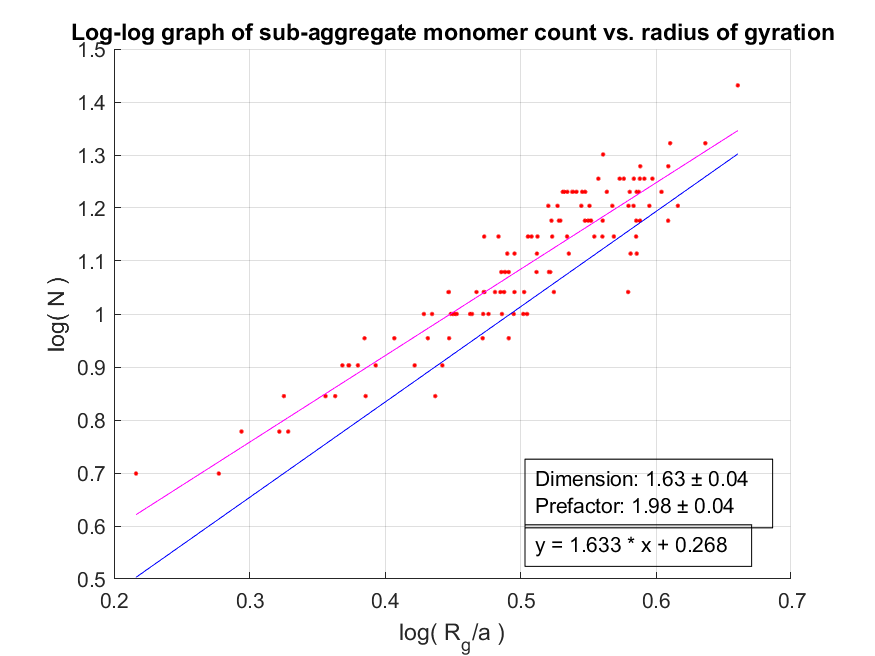 Log-log graph of sub-aggregate monomer count vs. radius of gyration
1.5
1.4
1.3
1.2
1.1
1
0.9
0.8
0.7
0.6
0.5
log( N )
Dimension: 1.63 ± 0.04
Prefactor: 1.98 ± 0.04
y = 1.633 * x + 0.268
0.2 0.3 0.4 0.5 0.6 0.7
log( R_g/a )